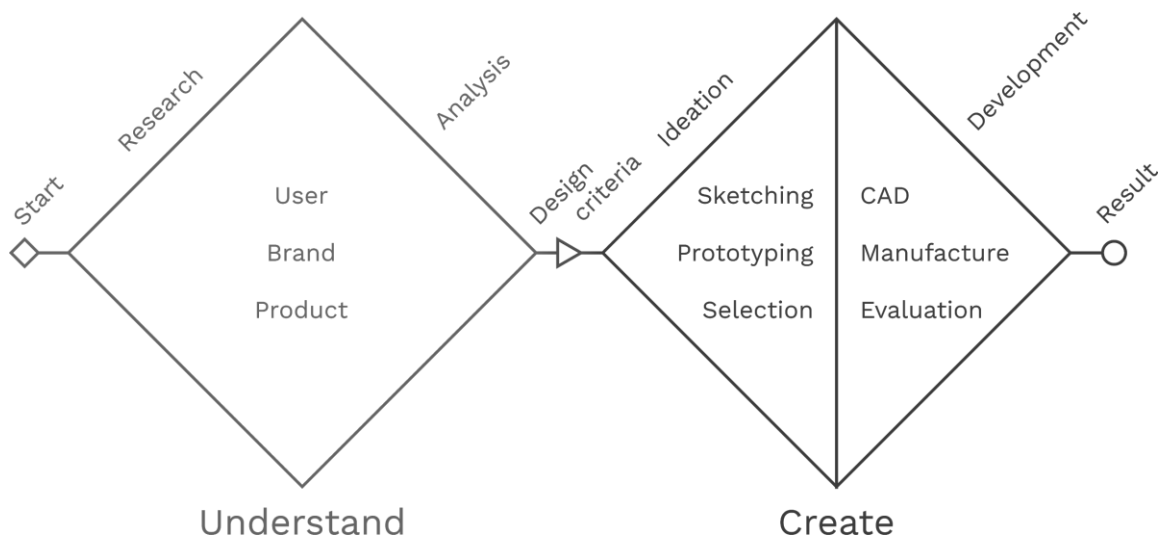 Start
Research
Analysis
User
Brand
Product
Understand
Design
criteria
Ideation
Development
Sketching
Prototyping
Selection
CAD
Manufacture
Evaluation
Result
Create